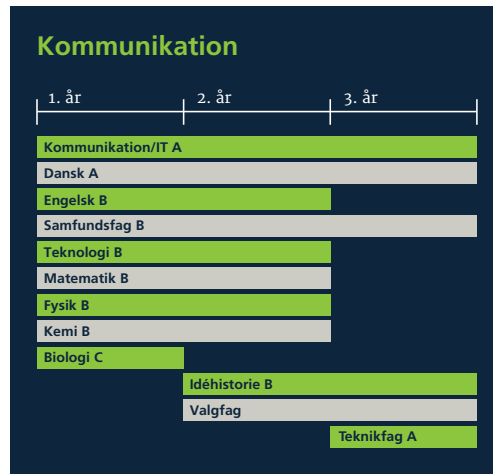 Kommunikation
1. år 2. år 3. år
Kommunikation/IT A
Dansk A
Engelsk B
Samfundsfag B
Teknologi B
Matematik B
Fysik B
Kemi B
Biologi C
Idéhistorie B
Valgfag
Teknikfag A